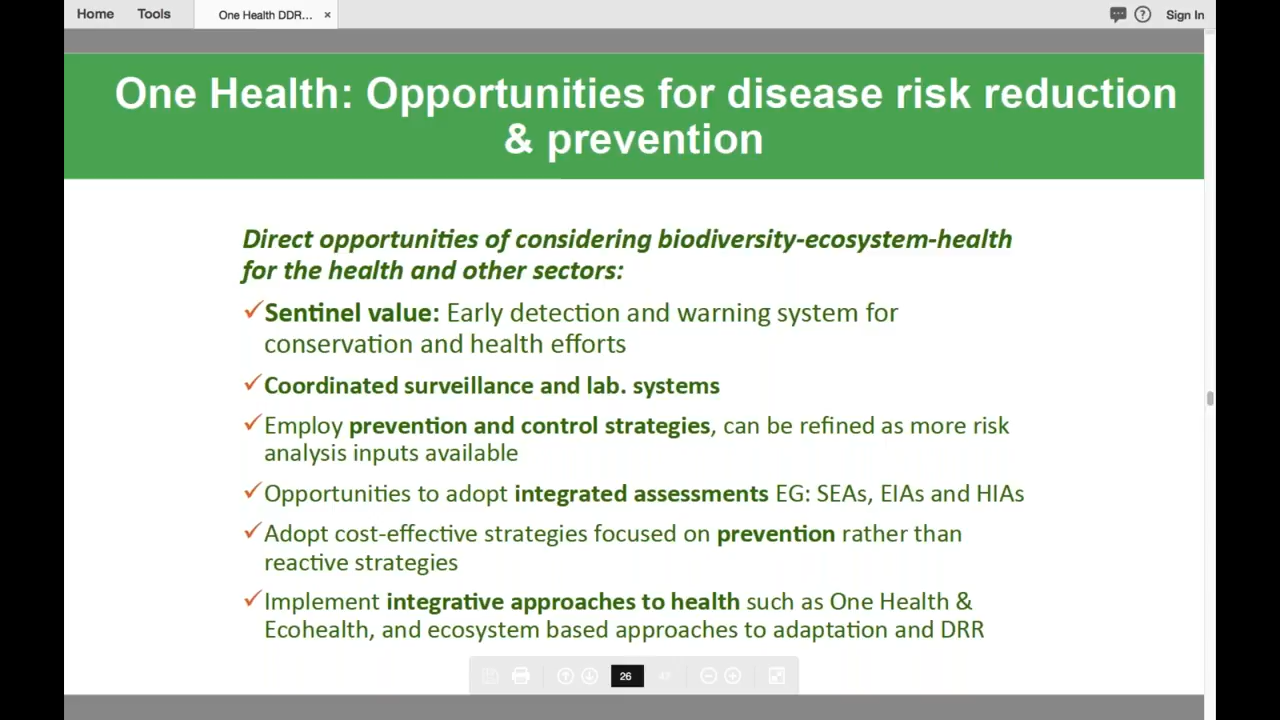 Home Tools One Health DDR... × Sign In
One Health: Opportunities for disease risk reduction
& prevention
Direct opportunities of considering biodiversity-ecosystem-health
for the health and other sectors:
✓Sentinel value: Early detection and warning system for
conservation and health efforts
✓Coordinated surveillance and lab. systems
✓Employ prevention and control strategies, can be refined as more risk
analysis inputs available
✓Opportunities to adopt integrated assessments EG: SEAs, EIAs and HIAs
✓Adopt cost-effective strategies focused on prevention rather than
reactive strategies
✓Implement integrative approaches to health such as One Health &
Ecohealth, and ecosystem based approaches to adaptation and DRR
26